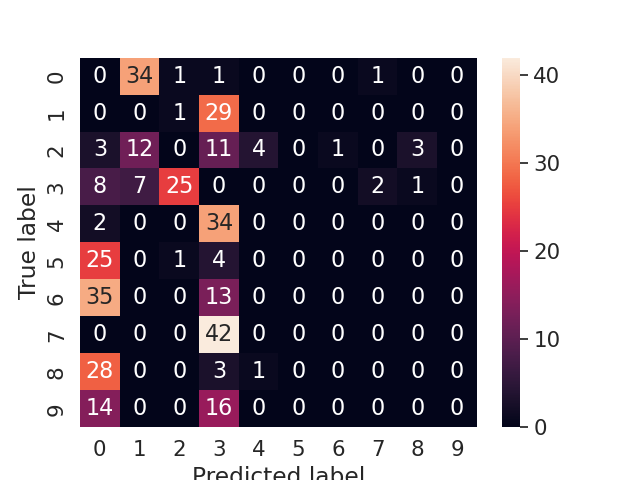 0 0 34 1 1 0 0 0 1 0 0 40
1 0 0 1 29 0 0 0 0 0 0
2 3 12 0 11 4 0 1 0 3 0 30
3 8 7 25 0 0 0 0 2 1 0
4 2 0 0 34 0 0 0 0 0 0
5 25 0 1 4 0 0 0 0 0 0 20
6 35 0 0 13 0 0 0 0 0 0
7 0 0 0 42 0 0 0 0 0 0 10
8 28 0 0 3 1 0 0 0 0 0
9 14 0 0 16 0 0 0 0 0 0 0
True label
0 1 2 3 4 5 6 7 8 9
Predicted label